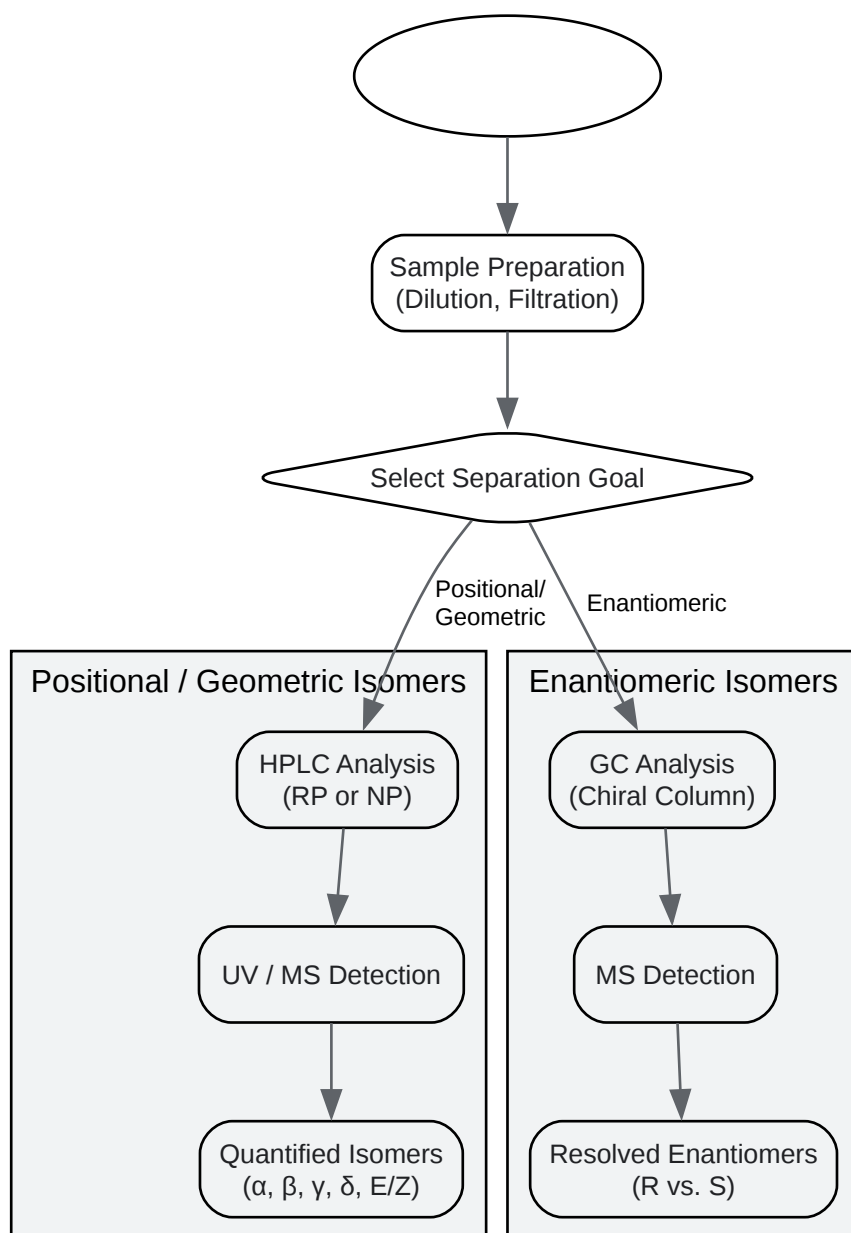 Sample Preparation
(Dilution, Filtration)
Select Separation Goal
Positional/
Geometric
Enantiomeric
Positional / Geometric Isomers
HPLC Analysis
(RP or NP)
UV / MS Detection
Quantified Isomers
(α, β, γ, δ, E/Z)
Enantiomeric Isomers
GC Analysis
(Chiral Column)
MS Detection
Resolved Enantiomers
(R vs. S)